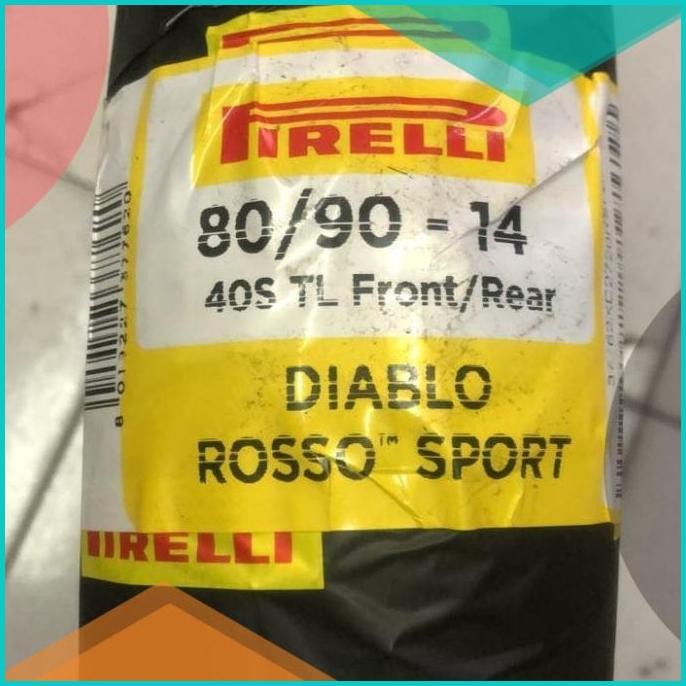 PIRELLI
80/90 - 14
40S TL Front/Rear
DIABLO
ROSSO™ SPORT
PIRELLI